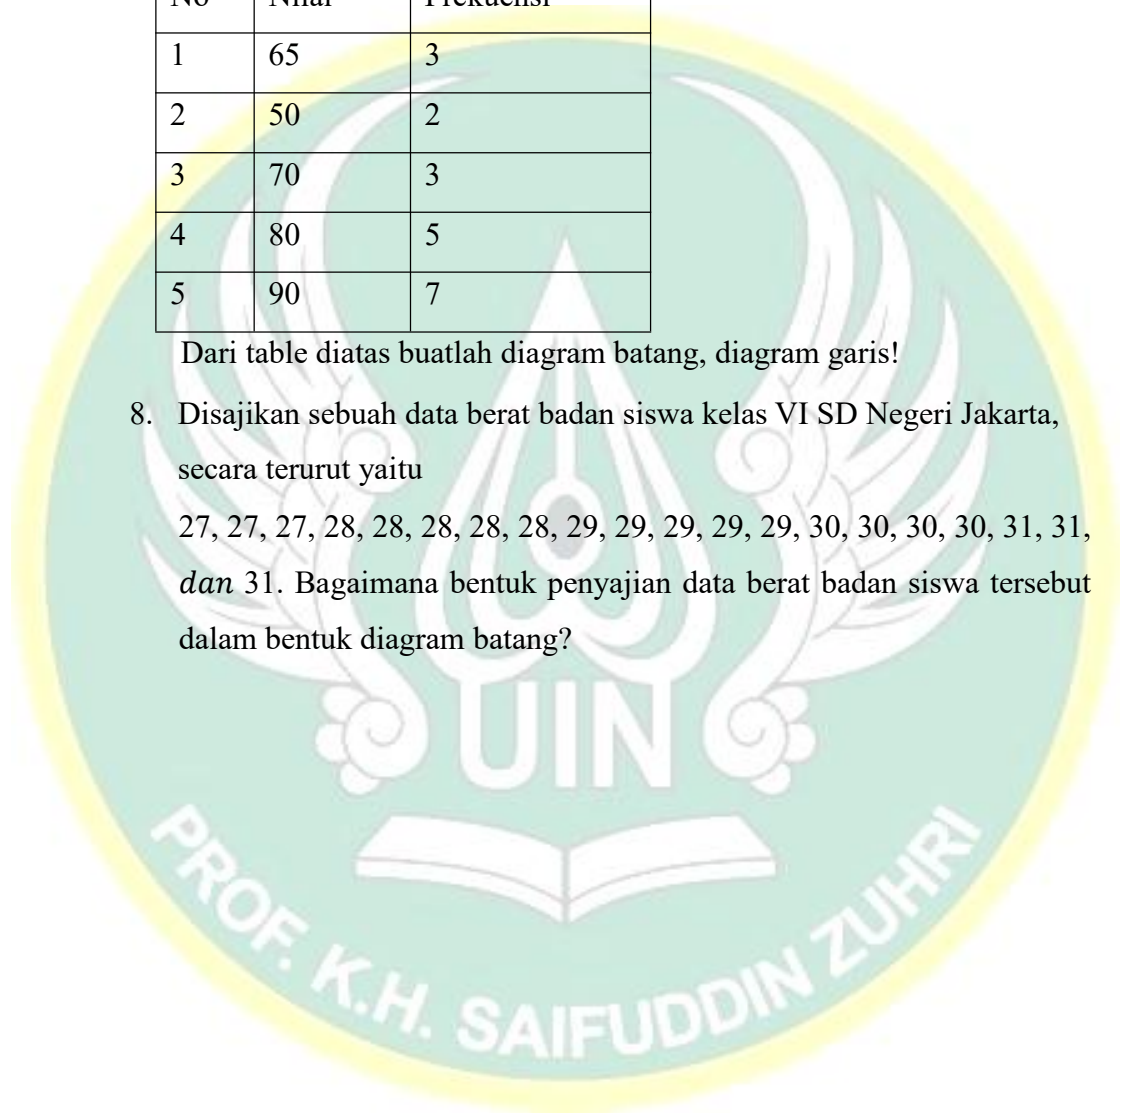 No Nilai Frekuensi
1 65 3
2 50 2
3 70 3
4 80 5
5 90 7
Dari table diatas buatlah diagram batang, diagram garis!
8. Disajikan sebuah data berat badan siswa kelas VI SD Negeri Jakarta,
secara terurut yaitu
27, 27, 27, 28, 28, 28, 28, 28, 29, 29, 29, 29, 29, 30, 30, 30, 30, 31, 31,
dan 31. Bagaimana bentuk penyajian data berat badan siswa tersebut
dalam bentuk diagram batang?
UIN
PROF. K.H. SAIFUDDIN ZUHRI